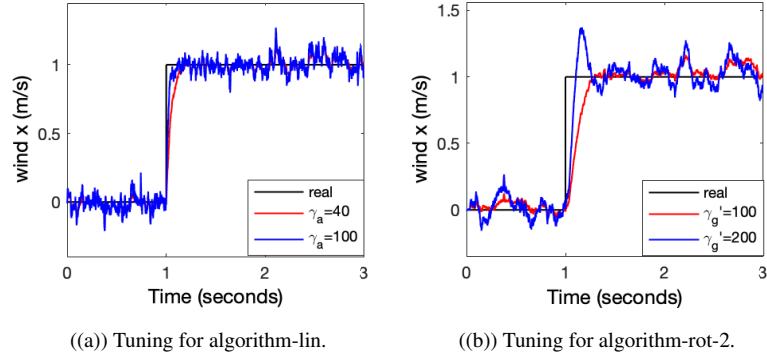 wind x (m/s)
1
0.5
0
0
1
2
3
Time (seconds)
real
γa=40
γa=100
((a)) Tuning for algorithm-lin.
wind x (m/s)
1.5
1
0.5
0
0
1
2
3
Time (seconds)
real
γg'=100
γg'=200
((b)) Tuning for algorithm-rot-2.